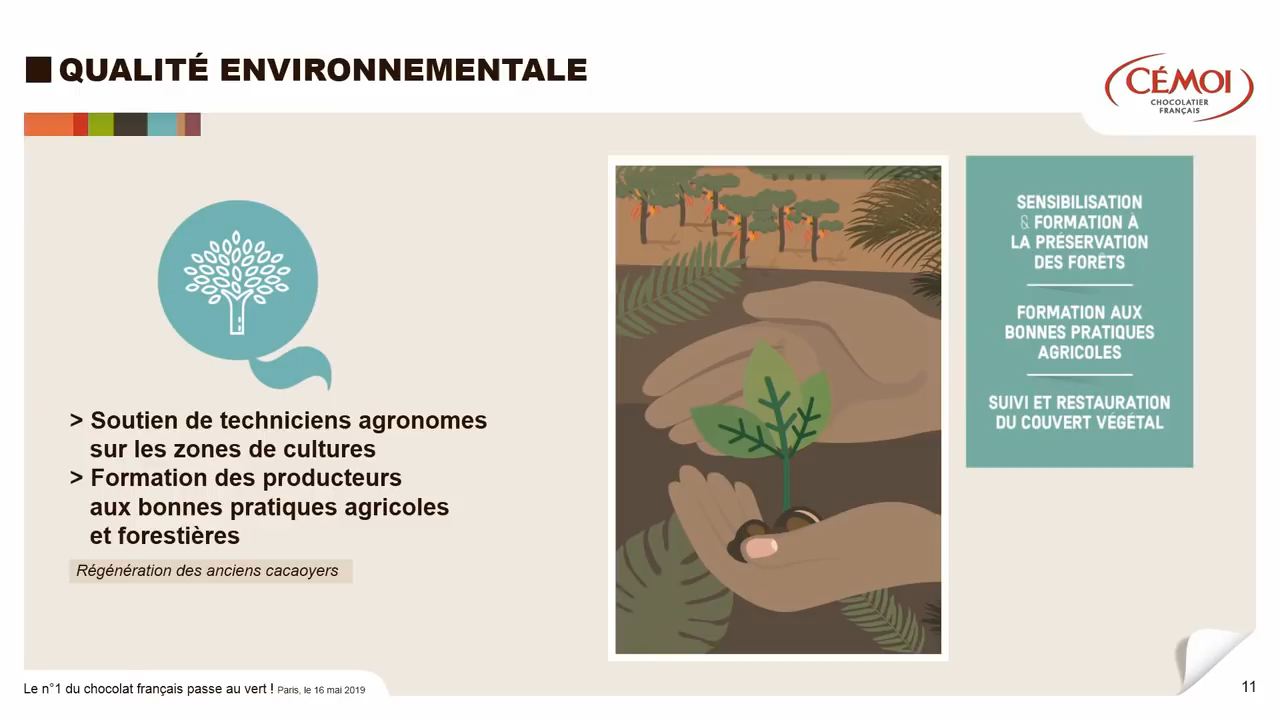 QUALITÉ ENVIRONNEMENTALE
CÉMOI
CHOCOLATIER
FRANÇAIS
> Soutien de techniciens agronomes
sur les zones de cultures
> Formation des producteurs
aux bonnes pratiques agricoles
et forestières
Régénération des anciens cacaoyers
SENSIBILISATION
& FORMATION À
LA PRÉSERVATION
DES FORÊTS
FORMATION AUX
BONNES PRATIQUES
AGRICOLES
SUIVI ET RESTAURATION
DU COUVERT VÉGÉTAL
Le n°1 du chocolat français passe au vert ! Paris, le 16 mai 2019
11